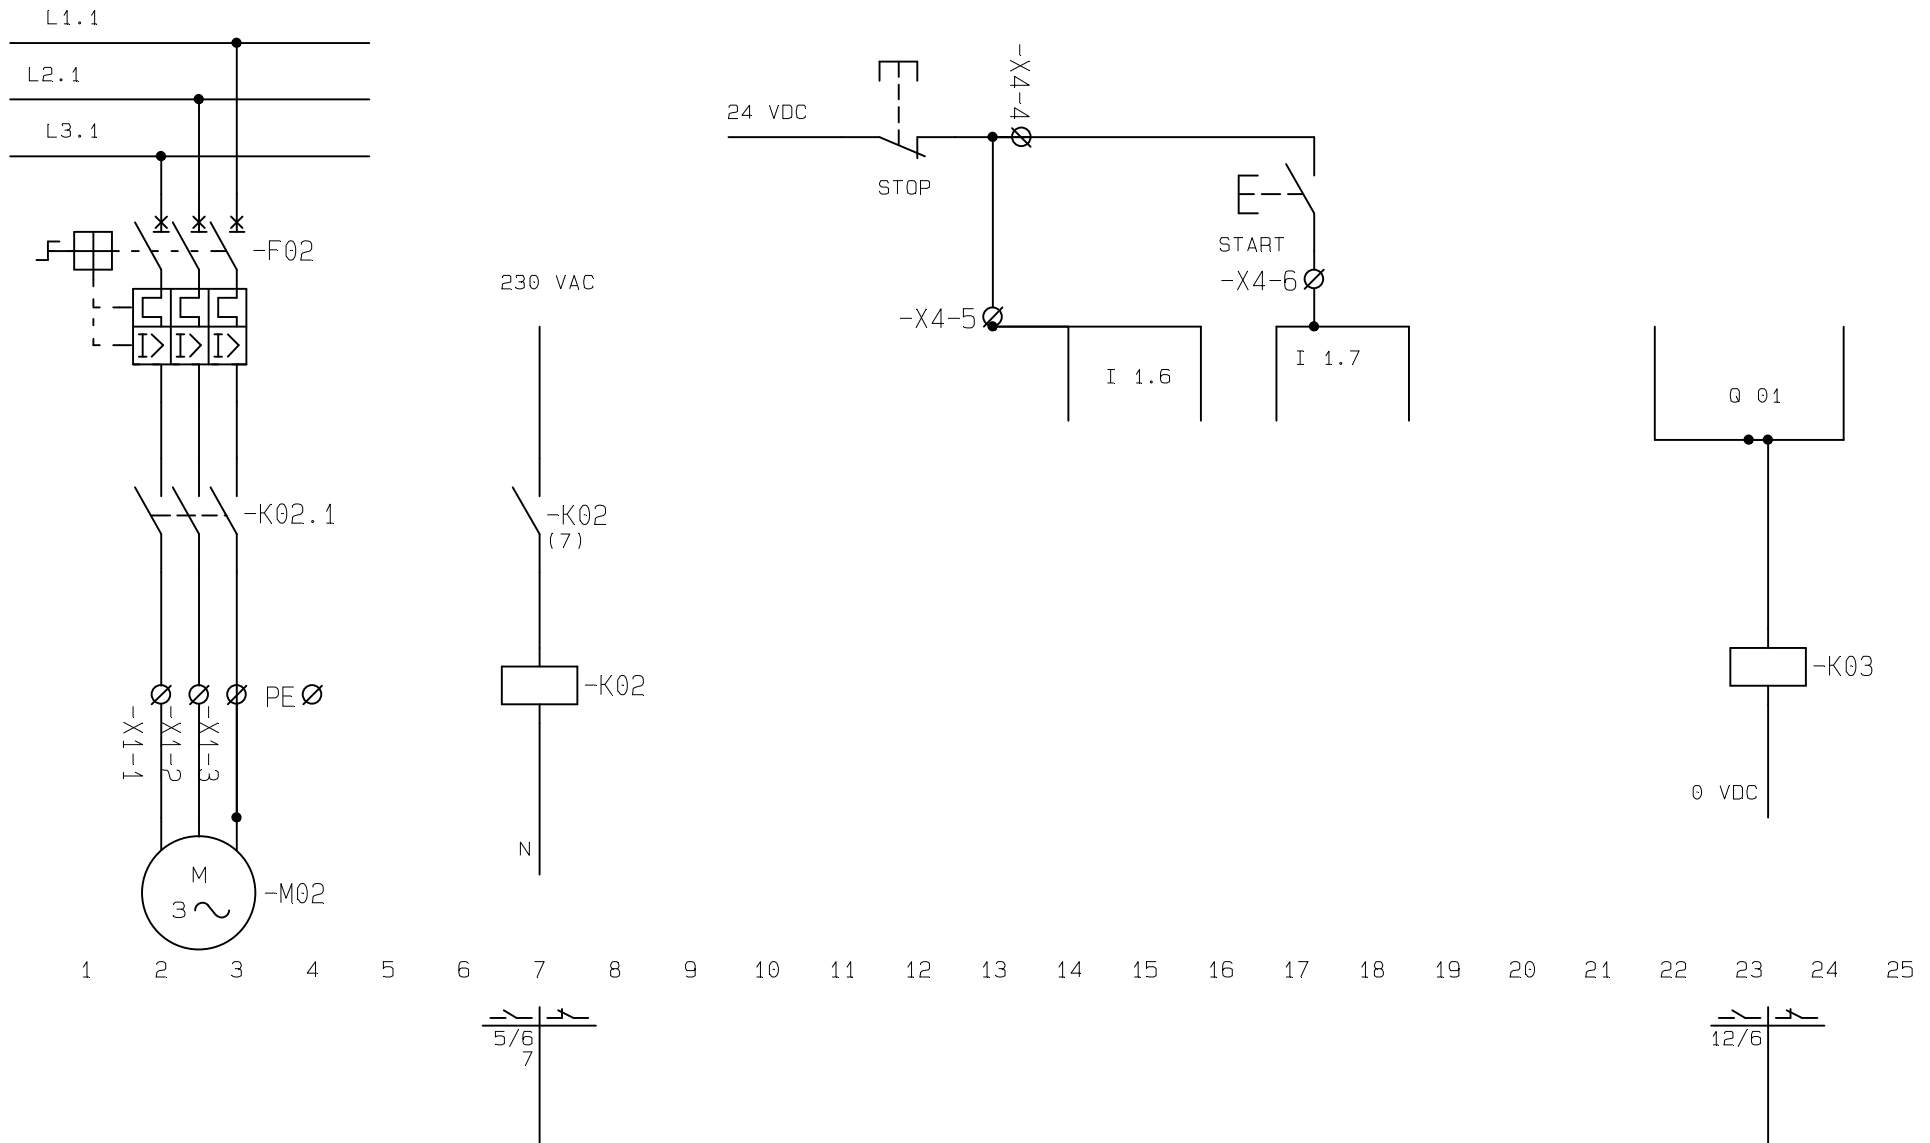 L1.1
L2.1
L3.1
-F02
I> I> I>
-K02.1
-X1-1
-X1-2
-X1-3
PE
M
3
-M02
230 VAC
-K02
(7)
-K02
N
24 VDC
STOP
-X4-4
START
-X4-6
-X4-5
I 1.6
I 1.7
Q 01
-K03
0 VDC
1 2 3 4 5 6 7 8 9 10 11 12 13 14 15 16 17 18 19 20 21 22 23 24 25
5/6
7
12/6